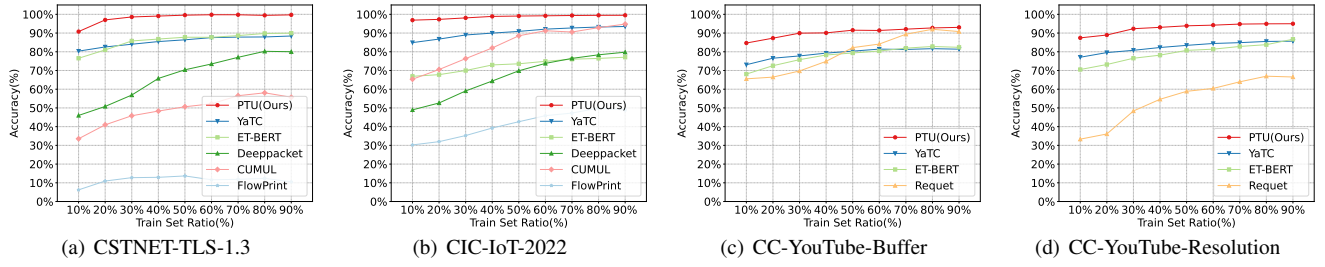 Accuracy(%)
100%
90%
80%
70%
60%
50%
40%
30%
20%
10%
0%
PTU(Ours)
YaTC
ET-BERT
Deeppacket
CUMUL
FlowPrint
10% 20% 30% 40% 50% 60% 70% 80% 90%
Train Set Ratio(%)
(a) CSTNET-TLS-1.3
Accuracy(%)
100%
90%
80%
70%
60%
50%
40%
30%
20%
10%
0%
PTU(Ours)
YaTC
ET-BERT
Deeppacket
CUMUL
FlowPrint
10% 20% 30% 40% 50% 60% 70% 80% 90%
Train Set Ratio(%)
(b) CIC-IoT-2022
Accuracy(%)
100%
90%
80%
70%
60%
50%
40%
30%
20%
10%
0%
PTU(Ours)
YaTC
ET-BERT
Requet
10% 20% 30% 40% 50% 60% 70% 80% 90%
Train Set Ratio(%)
(c) CC-YouTube-Buffer
Accuracy(%)
100%
90%
80%
70%
60%
50%
40%
30%
20%
10%
0%
PTU(Ours)
YaTC
ET-BERT
Requet
10% 20% 30% 40% 50% 60% 70% 80% 90%
Train Set Ratio(%)
(d) CC-YouTube-Resolution